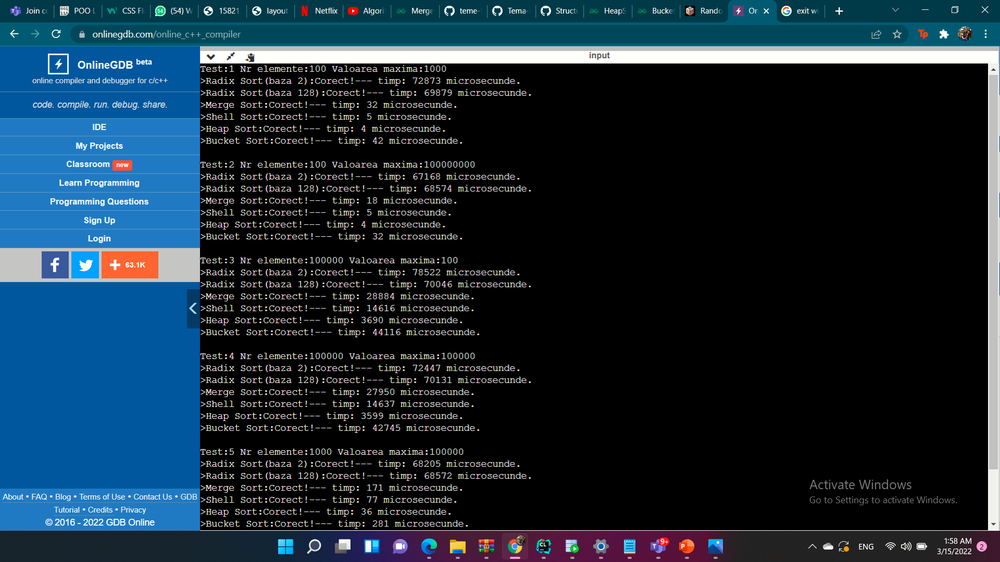 Join co
POO L
CSS Fl
(54) W
15821
layout
Netflix
Algori
Merge
teme-
Tema-
Structu
HeapS
Bucket
Rando
On
exit wi
onlinegdb.com/online_c++_compiler
OnlineGDB beta
online compiler and debugger for c/c++
code. compile. run. debug. share.
IDE
My Projects
Classroom new
Learn Programming
Programming Questions
Sign Up
Login
63.1K
About • FAQ • Blog • Terms of Use • Contact Us • GDB
Tutorial • Credits • Privacy
© 2016 - 2022 GDB Online
input
Test:1 Nr elemente:100 Valoarea maxima:1000
>Radix Sort(baza 2):Corect!--- timp: 72873 microsecunde.
>Radix Sort(baza 128):Corect!--- timp: 69879 microsecunde.
>Merge Sort:Corect!--- timp: 32 microsecunde.
>Shell Sort:Corect!--- timp: 5 microsecunde.
>Heap Sort:Corect!--- timp: 4 microsecunde.
>Bucket Sort:Corect!--- timp: 42 microsecunde.
Test:2 Nr elemente:100 Valoarea maxima:100000000
>Radix Sort(baza 2):Corect!--- timp: 67168 microsecunde.
>Radix Sort(baza 128):Corect!--- timp: 68574 microsecunde.
>Merge Sort:Corect!--- timp: 18 microsecunde.
>Shell Sort:Corect!--- timp: 5 microsecunde.
>Heap Sort:Corect!--- timp: 4 microsecunde.
>Bucket Sort:Corect!--- timp: 32 microsecunde.
Test:3 Nr elemente:100000 Valoarea maxima:100
>Radix Sort(baza 2):Corect!--- timp: 78522 microsecunde.
>Radix Sort(baza 128):Corect!--- timp: 70046 microsecunde.
>Merge Sort:Corect!--- timp: 28884 microsecunde.
>Shell Sort:Corect!--- timp: 14616 microsecunde.
>Heap Sort:Corect!--- timp: 3690 microsecunde.
>Bucket Sort:Corect!--- timp: 44116 microsecunde.
Test:4 Nr elemente:100000 Valoarea maxima:100000
>Radix Sort(baza 2):Corect!--- timp: 72447 microsecunde.
>Radix Sort(baza 128):Corect!--- timp: 70131 microsecunde.
>Merge Sort:Corect!--- timp: 27950 microsecunde.
>Shell Sort:Corect!--- timp: 14637 microsecunde.
>Heap Sort:Corect!--- timp: 3599 microsecunde.
>Bucket Sort:Corect!--- timp: 42745 microsecunde.
Test:5 Nr elemente:1000 Valoarea maxima:100000
>Radix Sort(baza 2):Corect!--- timp: 68205 microsecunde.
>Radix Sort(baza 128):Corect!--- timp: 68572 microsecunde.
>Merge Sort:Corect!--- timp: 171 microsecunde.
>Shell Sort:Corect!--- timp: 77 microsecunde.
>Heap Sort:Corect!--- timp: 36 microsecunde.
>Bucket Sort:Corect!--- timp: 281 microsecunde.
Activate Windows
Go to Settings to activate Windows.
9+
ENG
1:58 AM
3/15/2022
2